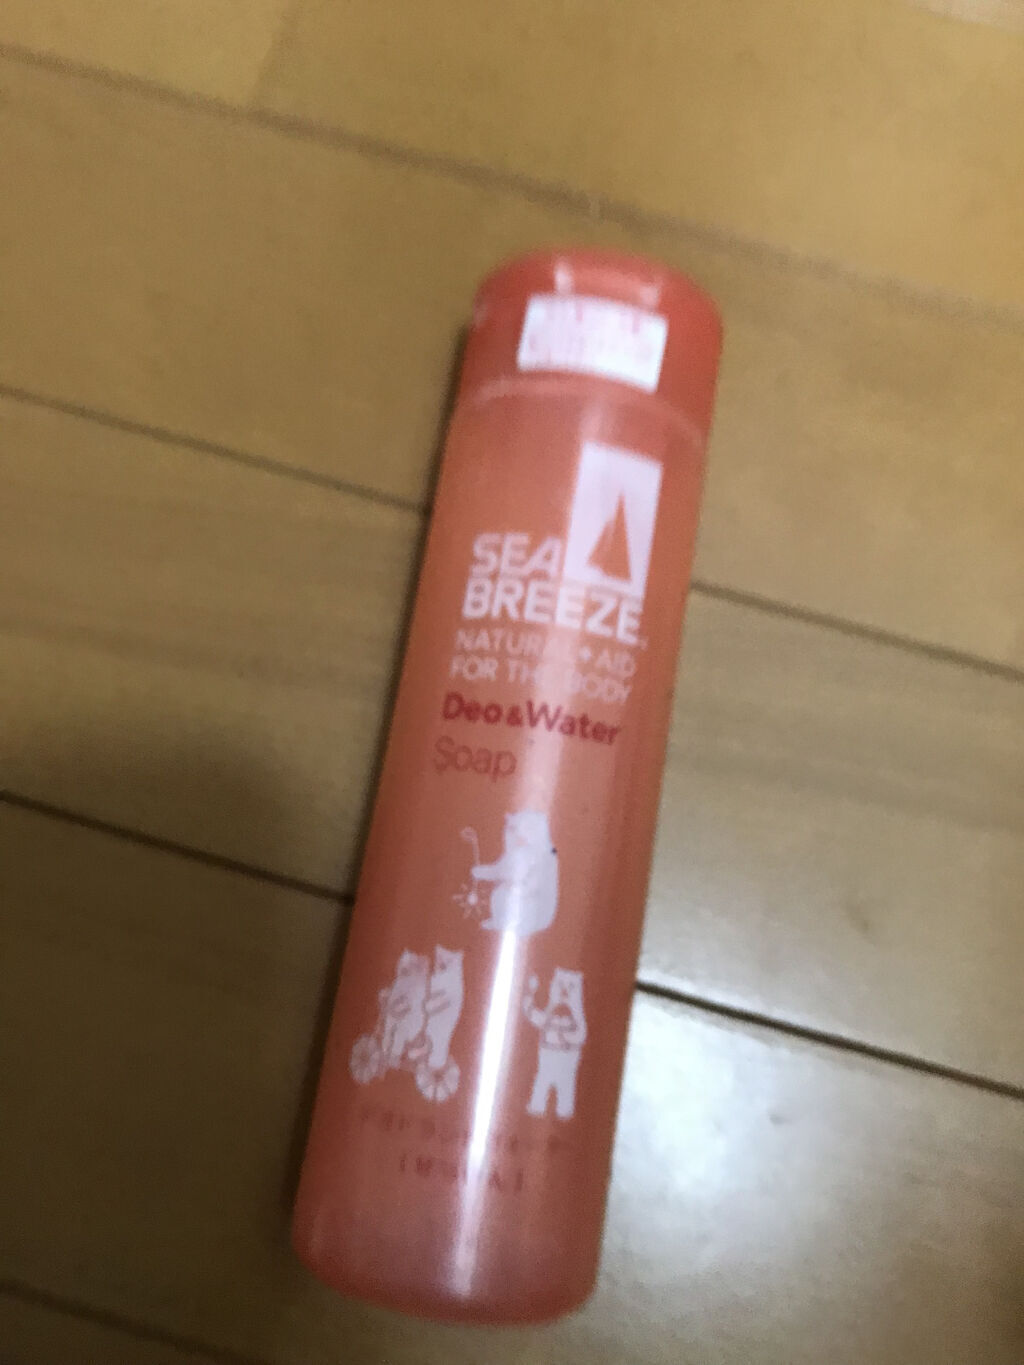 SEA
BREEZE
NATURAL + AID
FOR THE BODY
Deo&Water
Soap